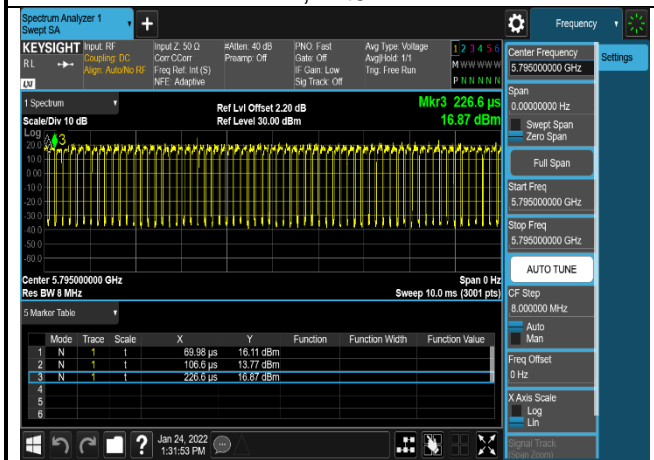 Spectrum Analyzer 1
Swept SA
+
Frequency
KEYSIGHT
RL
LXI
Input: RF
Coupling: DC
Align: Auto/No RF
Input Z: 50 Ω
Corr CCorr
Freq Ref: Int (S)
NFE: Adaptive
#Atten: 40 dB
Preamp: Off
PNO: Fast
Gate: Off
IF Gain: Low
Sig Track: Off
Avg Type: Voltage
Avg|Hold: 1/1
Trig: Free Run
1 2 3 4 5 6
M W W W W W
P N N N N N
Center Frequency
5.795000000 GHz
Settings
Span
0.00000000 Hz
Swept Span
Zero Span
Full Span
Start Freq
5.795000000 GHz
Stop Freq
5.795000000 GHz
AUTO TUNE
CF Step
8.000000 MHz
Auto
Man
Freq Offset
0 Hz
X Axis Scale
Log
Lin
Signal Track
(Span Zoom)
1 Spectrum
Scale/Div 10 dB
Ref Lvl Offset 2.20 dB
Ref Level 30.00 dBm
Mkr3 226.6 µs
16.87 dBm
Log
3
20.0
10.0
0.00
-10.0
-20.0
-30.0
-40.0
-50.0
-60.0
Center 5.795000000 GHz
Res BW 8 MHz
Span 0 Hz
Sweep 10.0 ms (3001 pts)
5 Marker Table
Mode Trace Scale X Y Function Function Width Function Value
1 N 1 t 69.98 µs 16.11 dBm
2 N 1 t 106.6 µs 13.77 dBm
3 N 1 t 226.6 µs 16.87 dBm
4
5
6
?
Jan 24, 2022
1:31:53 PM